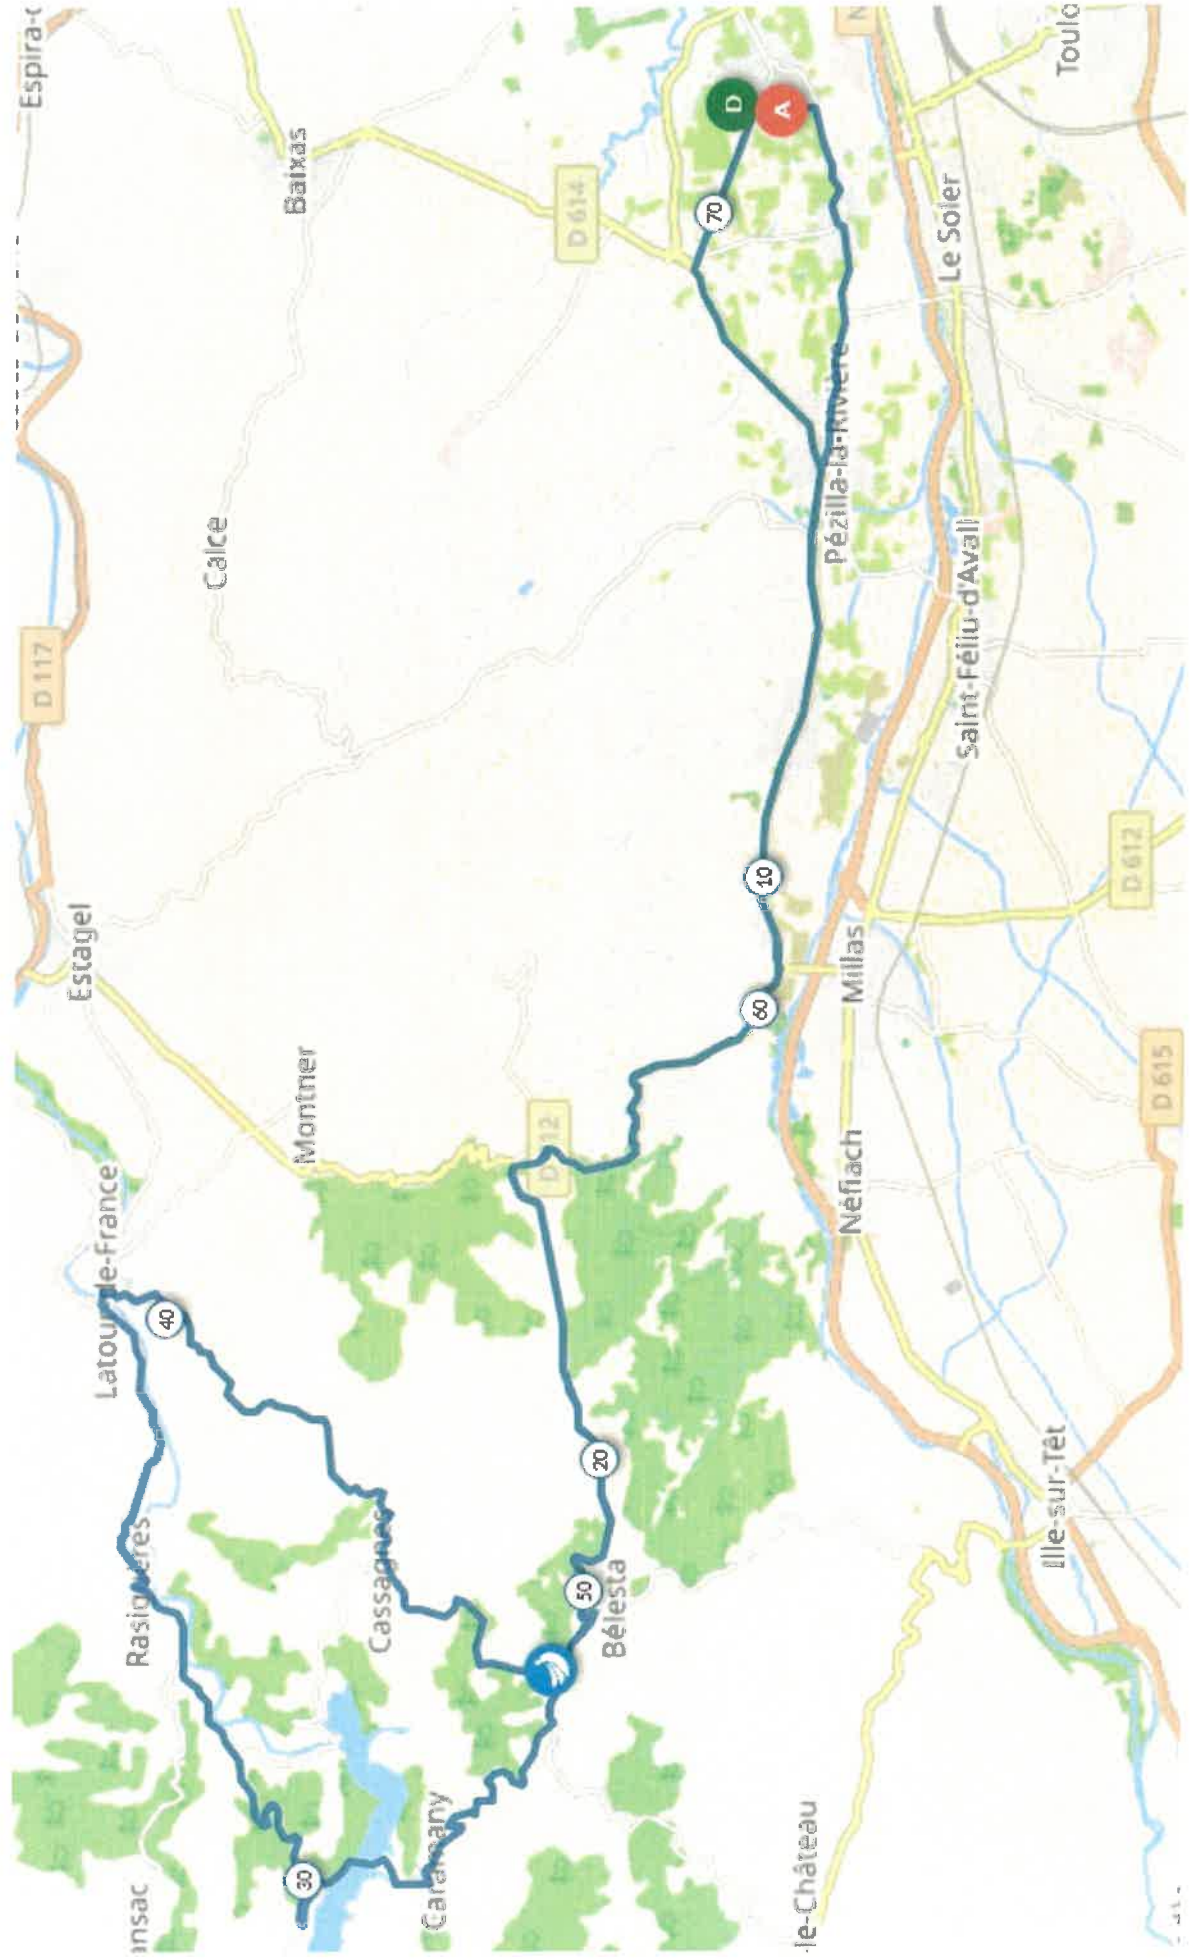 Espira-
D 117
Estagel
Latour-de-France
ansac
Rasiguères
40
Calce
30
Montner
Baixas
Cassagnes
Caramany
D 12
D 614
50
20
Bélesta
70
D
60
10
A
le-Château
Pézilla-la-Rivière
Néfiach
Millas
N
Le Soler
Saint-Féliu-d'Avall
Ille-sur-Têt
Toulo
D 612
D 615